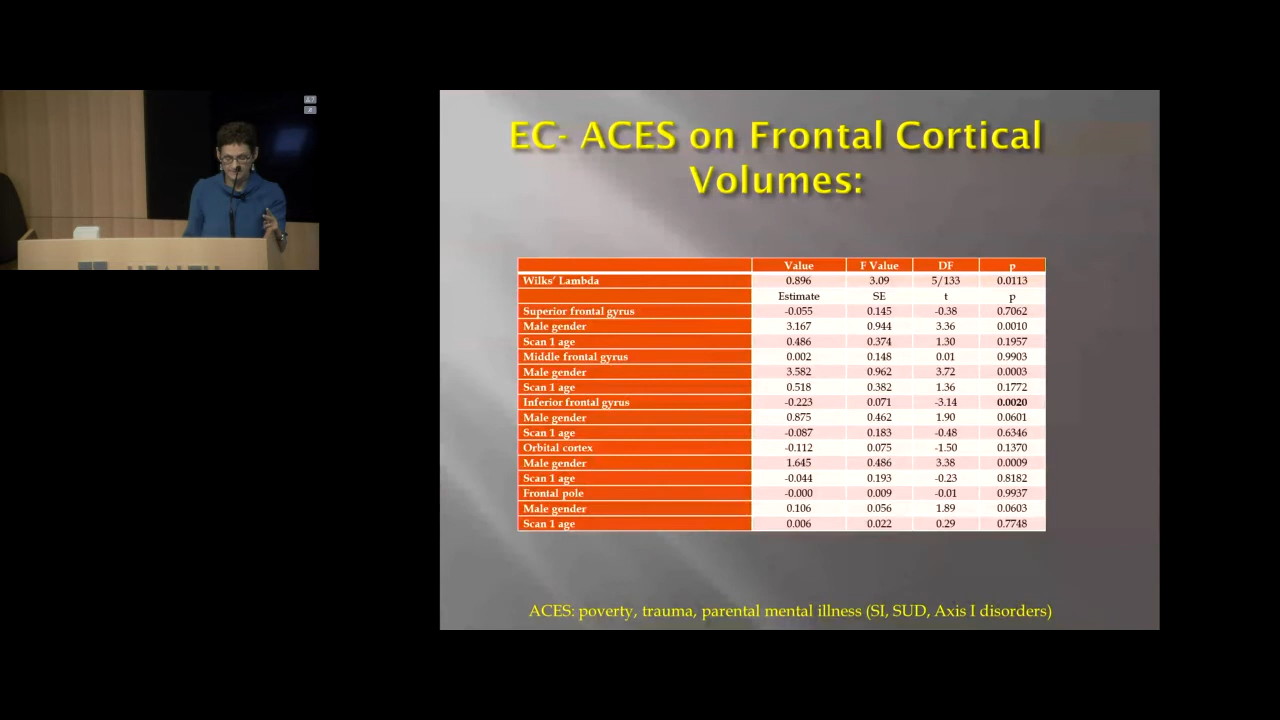 EC- ACES on Frontal Cortical
Volumes:
Value F Value DF p
Wilks’ Lambda 0.896 3.09 5/133 0.0113
Estimate SE t p
Superior frontal gyrus -0.055 0.145 -0.38 0.7062
Male gender 3.167 0.944 3.36 0.0010
Scan 1 age 0.486 0.374 1.30 0.1957
Middle frontal gyrus 0.002 0.148 0.01 0.9903
Male gender 3.582 0.962 3.72 0.0003
Scan 1 age 0.518 0.382 1.36 0.1772
Inferior frontal gyrus -0.223 0.071 -3.14 0.0020
Male gender 0.875 0.462 1.90 0.0601
Scan 1 age -0.087 0.183 -0.48 0.6346
Orbital cortex -0.112 0.075 -1.50 0.1370
Male gender 1.645 0.486 3.38 0.0009
Scan 1 age -0.044 0.193 -0.23 0.8182
Frontal pole -0.000 0.009 -0.01 0.9937
Male gender 0.106 0.056 1.89 0.0603
Scan 1 age 0.006 0.022 0.29 0.7748
ACES: poverty, trauma, parental mental illness (SI, SUD, Axis I disorders)